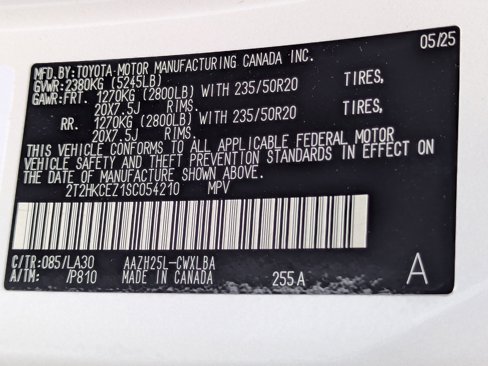 MFD.BY:TOYOTA MOTOR MANUFACTURING CANADA INC. 05/25
GVWR:2380KG (5245LB)
GAWR:FRT. 1270KG (2800LB) WITH 235/50R20 TIRES,
20X7.5J RIMS.
RR. 1270KG (2800LB) WITH 235/50R20 TIRES,
20X7.5J RIMS.
THIS VEHICLE CONFORMS TO ALL APPLICABLE FEDERAL MOTOR
VEHICLE SAFETY AND THEFT PREVENTION STANDARDS IN EFFECT ON
THE DATE OF MANUFACTURE SHOWN ABOVE.
2T2HKCEZ1SC054210 MPV
C/TR:085/LA30 AAZH25L-CWXLBA
A/TM: /P810 MADE IN CANADA 255A A